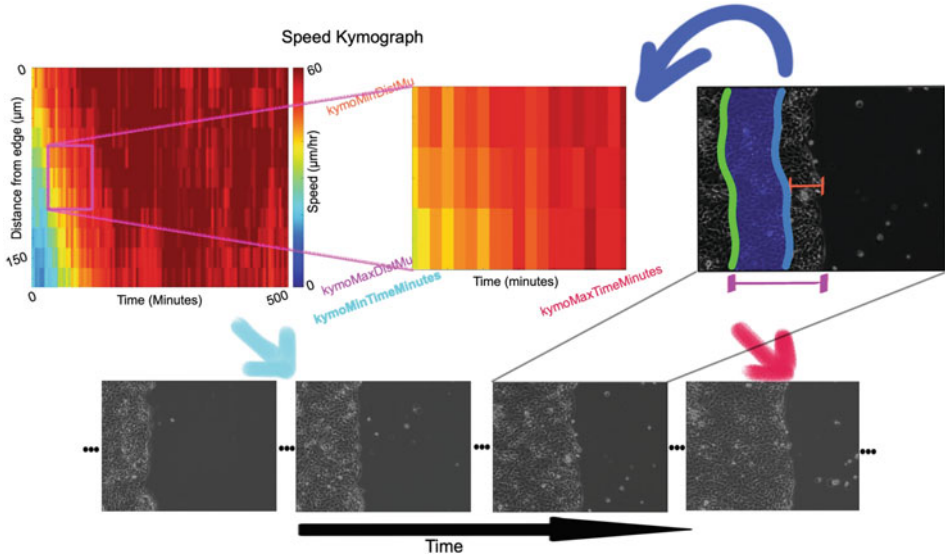 Speed Kymograph
0
150
Distance from edge (µm)
0
500
Time (Minutes)
60
0
Speed (µm/hr)
kymoMinDistMu
kymoMaxDistMu
kymoMinTimeMinutes
Time (minutes)
kymoMaxTimeMinutes
Time